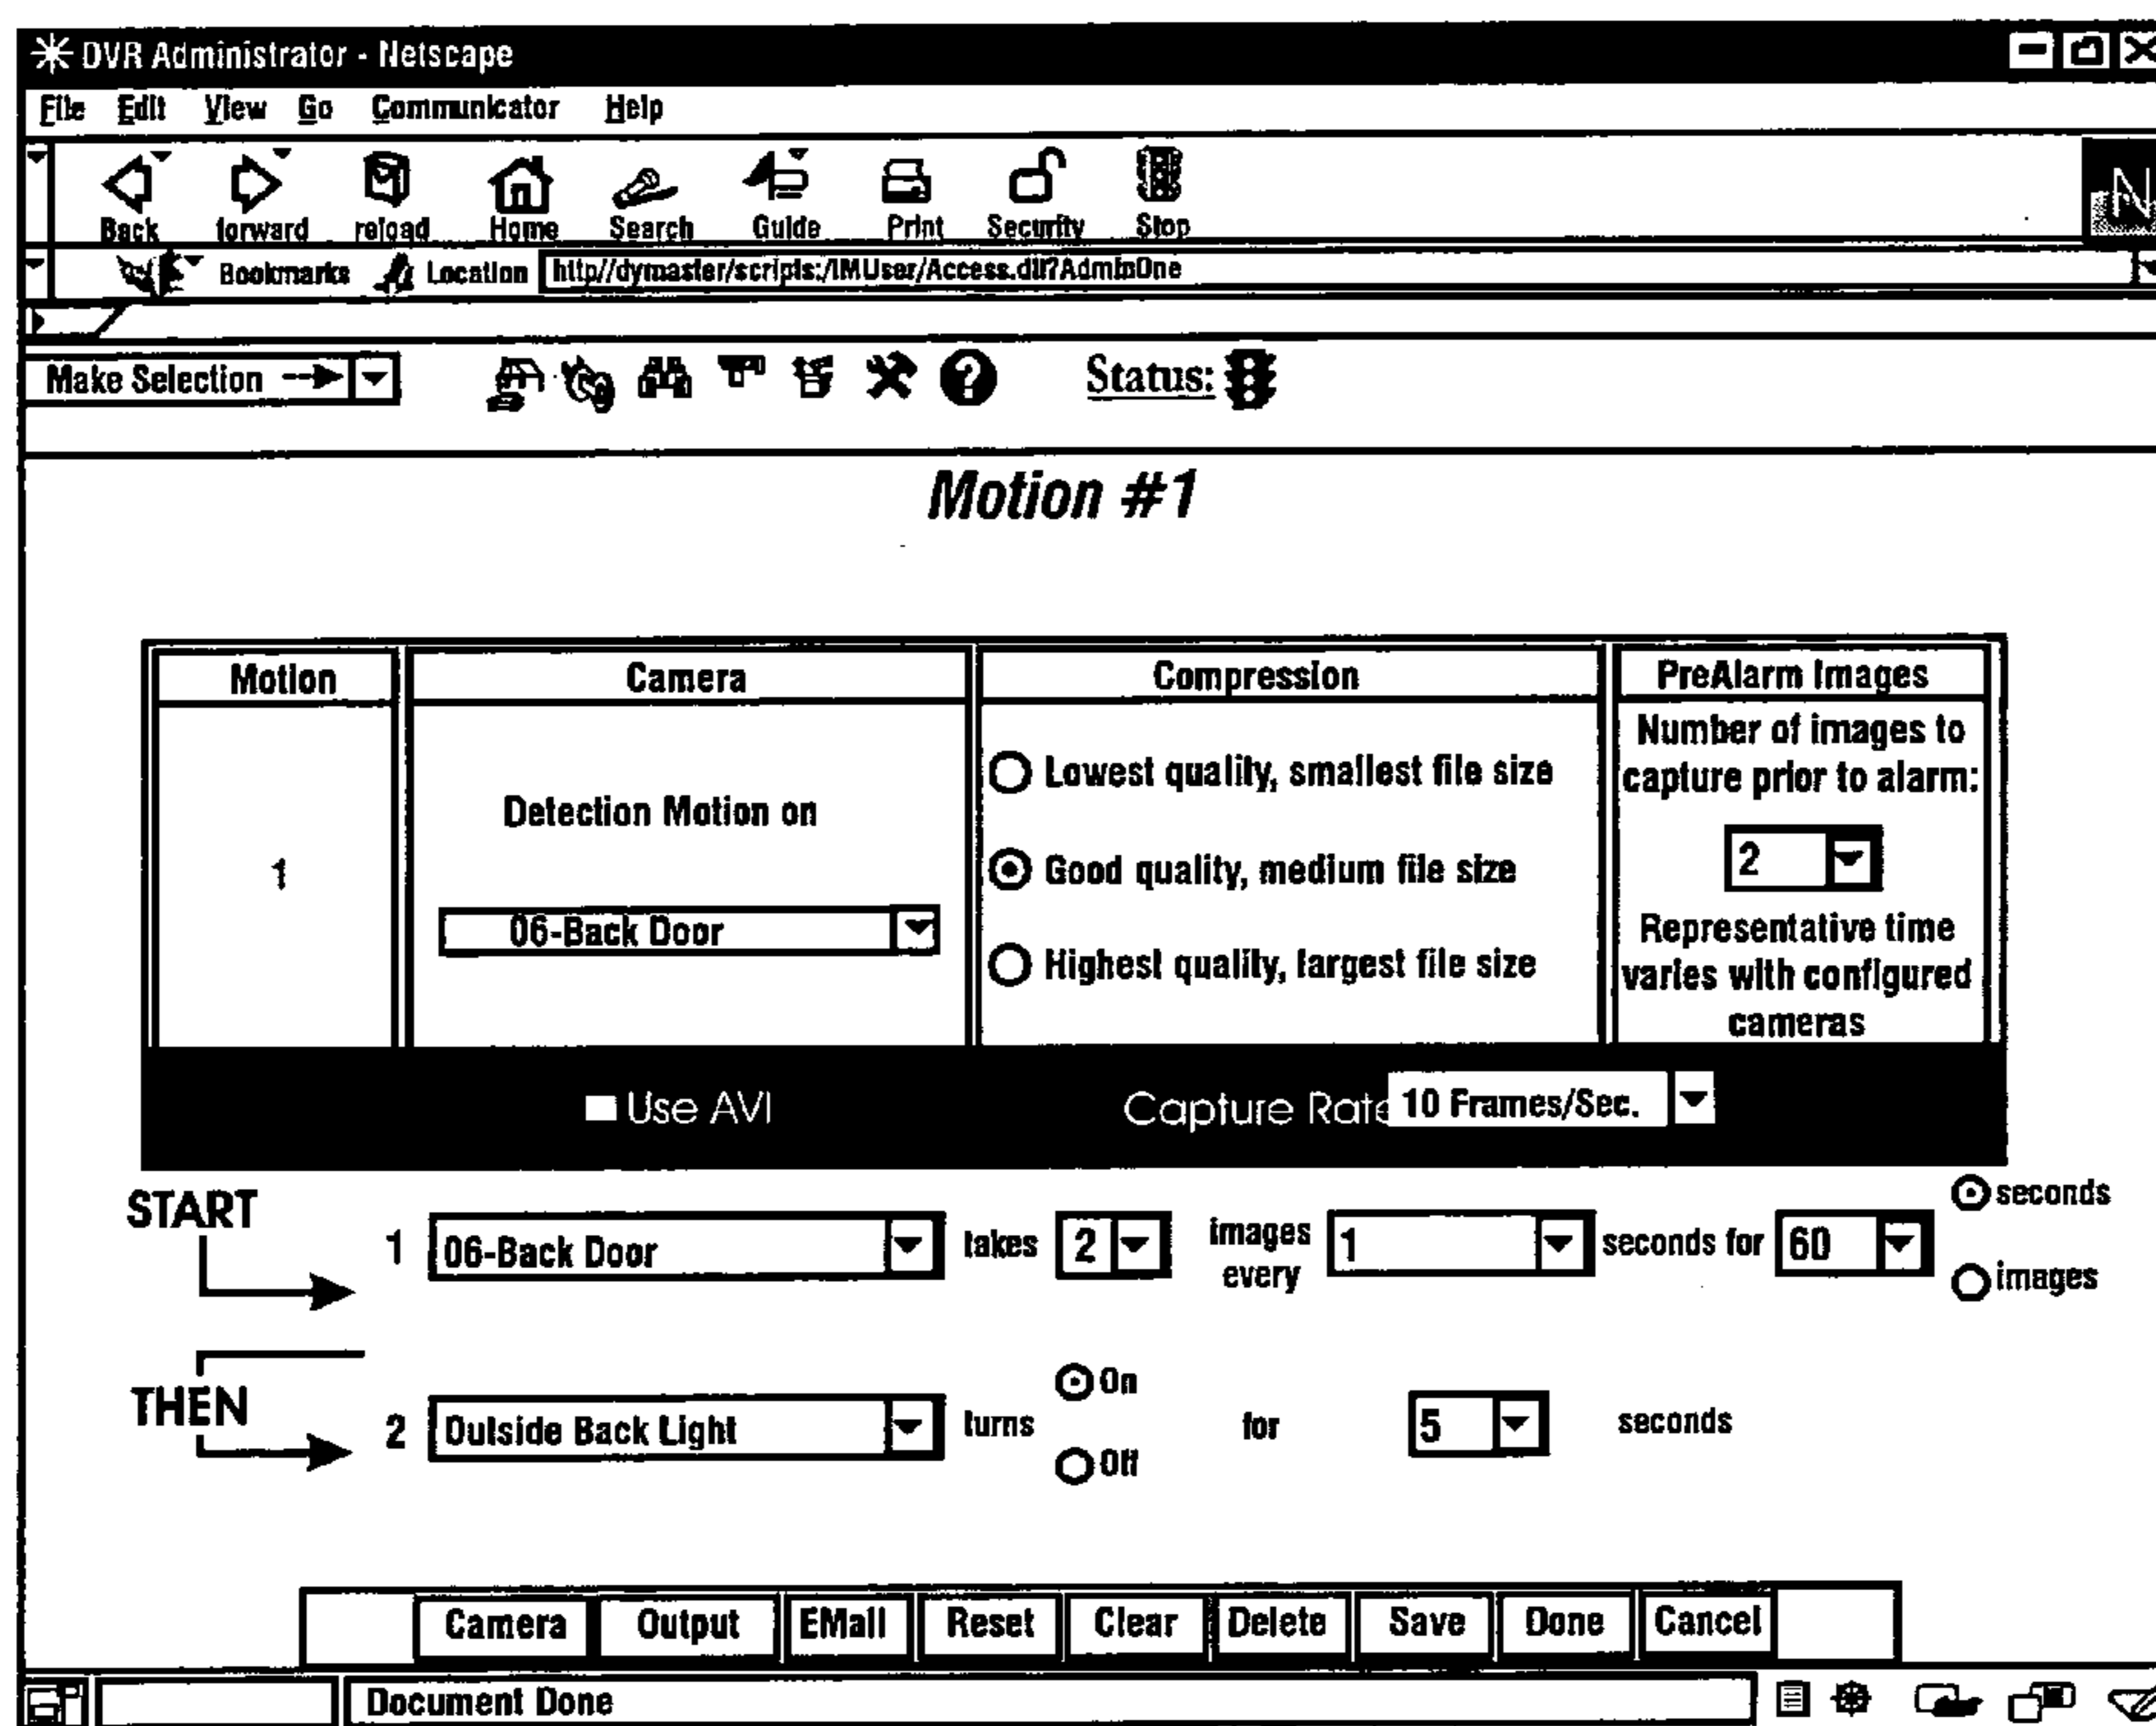 DVR Administrator - Netscape
File Edit View Go Communicator Help
Back forward reload Home Search Guide Print Security Stop
N
Bookmarks Location http//dymaster/scripts:/IMUser/Access.dll?AdminOne
Make Selection Status:
Motion #1
Motion Camera Compression PreAlarm Images
1
Detection Motion on
06-Back Door
Lowest quality, smallest file size
Good quality, medium file size
Highest quality, largest file size
Number of images to
capture prior to alarm:
2
Representative time
varies with configured
cameras
Use AVI Capture Rate 10 Frames/Sec.
START 1 06-Back Door takes 2 images every 1 seconds for 60 seconds images
THEN 2 Oulside Back Light turns On Off for 5 seconds
Camera Output EMail Reset Clear Delete Save Done Cancel
Document Done